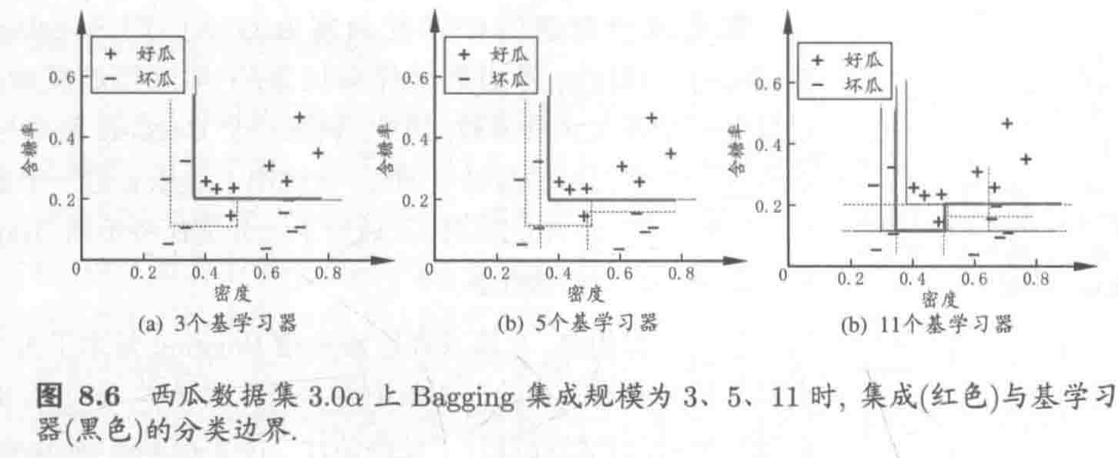 + 好瓜
坏瓜
0.6
0.4
0.2
0
0.2
0.4
0.6
0.8
含糖率
密度
(a) 3个基学习器
+ 好瓜
坏瓜
0.6
0.4
0.2
0
0.2
0.4
0.6
0.8
含糖率
密度
(b) 5个基学习器
+ 好瓜
− 坏瓜
0.6
0.4
0.2
0
0.2
0.4
0.6
0.8
含糖率
密度
(b) 11个基学习器
图 8.6 西瓜数据集 3.0α 上 Bagging 集成规模为 3、5、11 时, 集成(红色)与基学习
器(黑色)的分类边界.